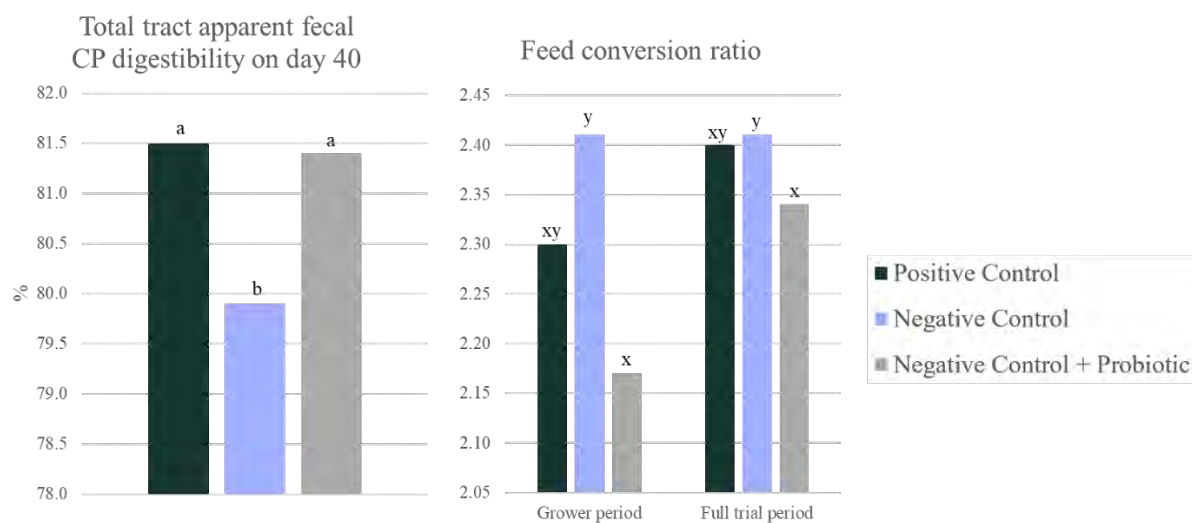 Total tract apparent fecal
CP digestibility on day 40
82.0
81.5
81.0
80.5
80.0
79.5
79.0
78.5
78.0
%
a
b
a
Feed conversion ratio
2.45
2.40
2.35
2.30
2.25
2.20
2.15
2.10
2.05
xy
y
x
xy
y
x
Grower period
Full trial period
Positive Control
Negative Control
Negative Control + Probiotic